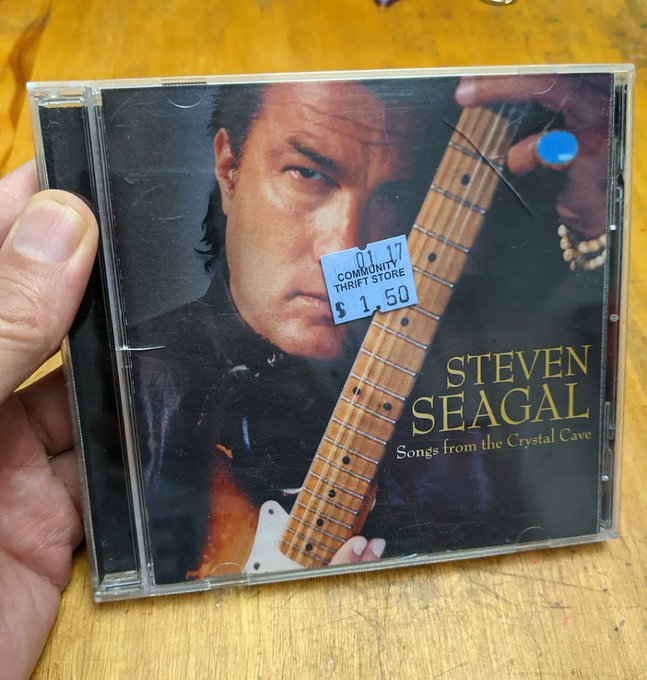 01 17
COMMUNITY
THRIFT STORE
$ 1.50
STEVEN
SEAGAL
Songs from the Crystal Cave